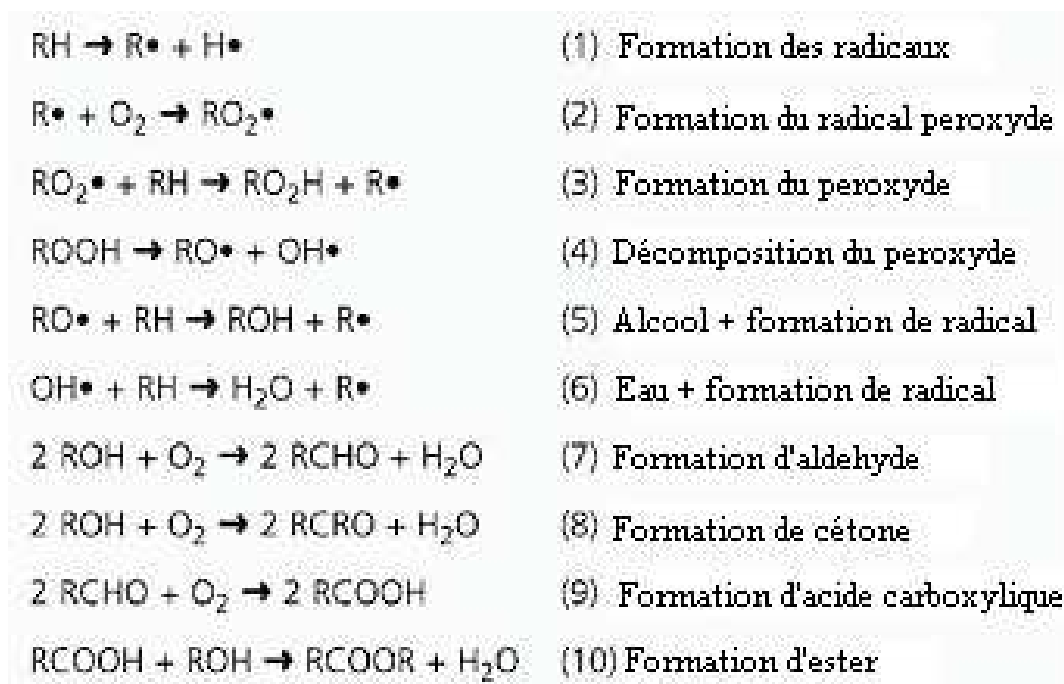 RH → R• + H• (1) Formation des radicaux
R• + O₂ → RO₂• (2) Formation du radical peroxyde
RO₂• + RH → RO₂H + R• (3) Formation du peroxyde
ROOH → RO• + OH• (4) Décomposition du peroxyde
RO• + RH → ROH + R• (5) Alcool + formation de radical
OH• + RH → H₂O + R• (6) Eau + formation de radical
2 ROH + O₂ → 2 RCHO + H₂O (7) Formation d'aldehyde
2 ROH + O₂ → 2 RCRO + H₂O (8) Formation de cétone
2 RCHO + O₂ → 2 RCOOH (9) Formation d'acide carboxylique
RCOOH + ROH → RCOOR + H₂O (10) Formation d'ester